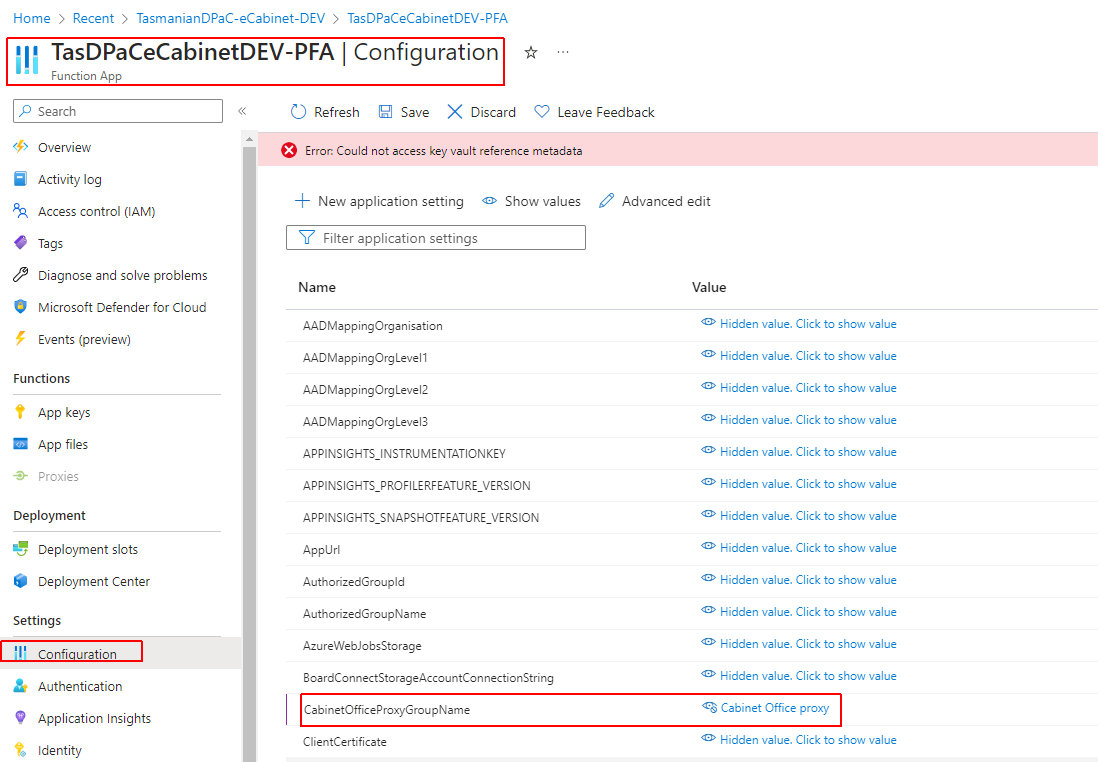 Home > Recent > TasmanianDPaC-eCabinet-DEV > TasDPaCeCabinetDEV-PFA
TasDPaCeCabinetDEV-PFA | Configuration
Function App
Search
Refresh Save Discard Leave Feedback
Overview
Activity log
Access control (IAM)
Tags
Diagnose and solve problems
Microsoft Defender for Cloud
Events (preview)
Functions
App keys
App files
Proxies
Deployment
Deployment slots
Deployment Center
Settings
Configuration
Authentication
Application Insights
Identity
Error: Could not access key vault reference metadata
New application setting Show values Advanced edit
Filter application settings
Name Value
AADMappingOrganisation Hidden value. Click to show value
AADMappingOrgLevel1 Hidden value. Click to show value
AADMappingOrgLevel2 Hidden value. Click to show value
AADMappingOrgLevel3 Hidden value. Click to show value
APPINSIGHTS_INSTRUMENTATIONKEY Hidden value. Click to show value
APPINSIGHTS_PROFILERFEATURE_VERSION Hidden value. Click to show value
APPINSIGHTS_SNAPSHOTFEATURE_VERSION Hidden value. Click to show value
AppUrl Hidden value. Click to show value
AuthorizedGroupId Hidden value. Click to show value
AuthorizedGroupName Hidden value. Click to show value
AzureWebJobsStorage Hidden value. Click to show value
BoardConnectStorageAccountConnectionString Hidden value. Click to show value
CabinetOfficeProxyGroupName Cabinet Office proxy
ClientCertificate Hidden value. Click to show value